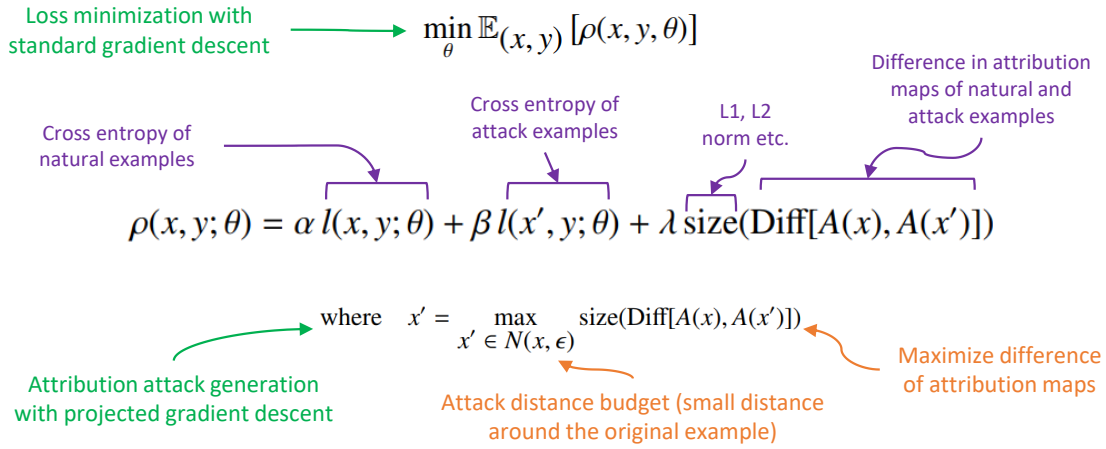 Loss minimization with
standard gradient descent
min_θ 𝔼(x, y) [ρ(x, y, θ)]
Difference in attribution
maps of natural and
attack examples
Cross entropy of
attack examples
L1, L2
norm etc.
Cross entropy of
natural examples
ρ(x, y; θ) = α l(x, y; θ) + β l(x′, y; θ) + λ size(Diff[A(x), A(x′)])
where x′ = max size(Diff[A(x), A(x′)])
x′ ∈ N(x, ϵ)
Attribution attack generation
with projected gradient descent
Attack distance budget (small distance
around the original example)
Maximize difference
of attribution maps